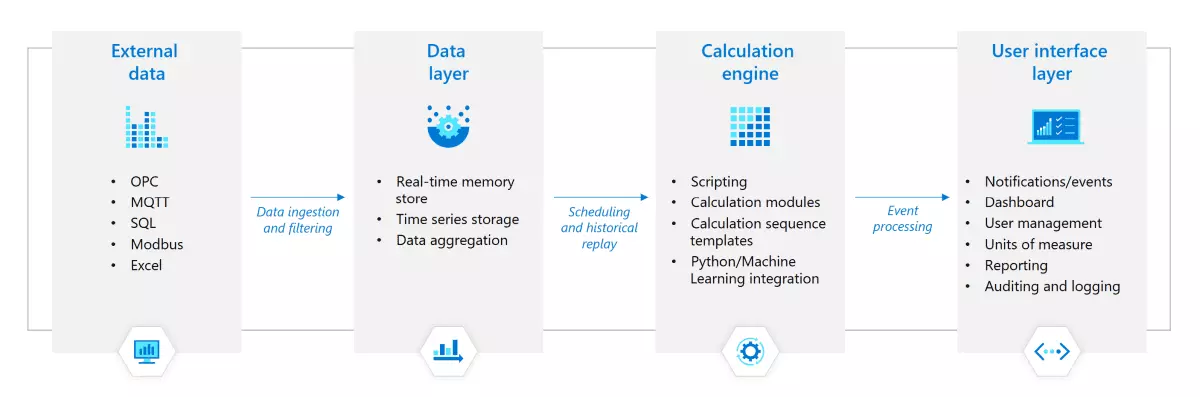 External
data
• OPC
• MQTT
• SQL
• Modbus
• Excel
Data ingestion
and filtering
Data
layer
• Real-time memory
store
• Time series storage
• Data aggregation
Scheduling
and historical
replay
Calculation
engine
• Scripting
• Calculation modules
• Calculation sequence
templates
• Python/Machine
Learning integration
Event
processing
User interface
layer
• Notifications/events
• Dashboard
• User management
• Units of measure
• Reporting
• Auditing and logging